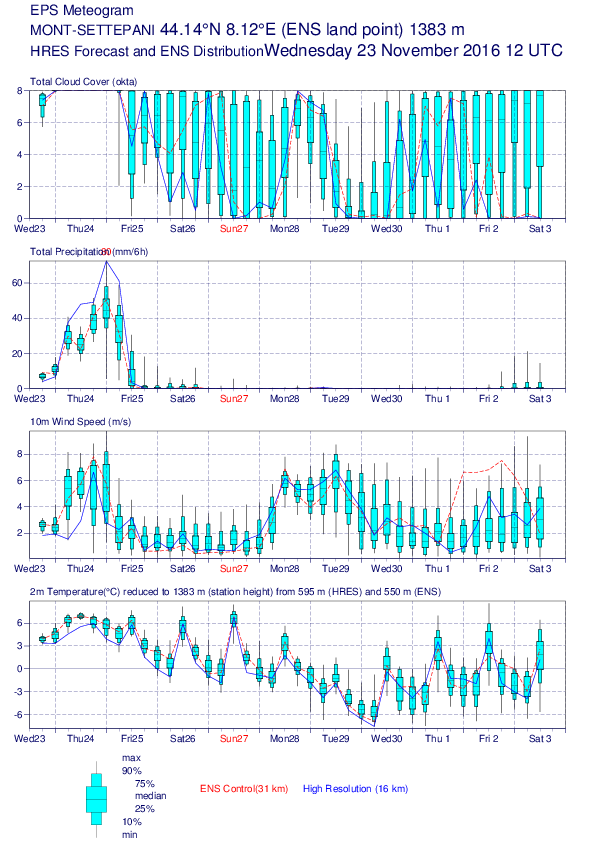 EPS Meteogram
MONT-SETTEPANI 44.14°N 8.12°E (ENS land point) 1383 m
HRES Forecast and ENS Distribution Wednesday 23 November 2016 12 UTC
Total Cloud Cover (okta)
8
6
4
2
0
Wed23 Thu24 Fri25 Sat26 Sun27 Mon28 Tue29 Wed30 Thu 1 Fri 2 Sat 3
Total Precipitation (mm/6h)
60
40
20
0
Wed23 Thu24 Fri25 Sat26 Sun27 Mon28 Tue29 Wed30 Thu 1 Fri 2 Sat 3
10m Wind Speed (m/s)
8
6
4
2
Wed23 Thu24 Fri25 Sat26 Sun27 Mon28 Tue29 Wed30 Thu 1 Fri 2 Sat 3
2m Temperature(°C) reduced to 1383 m (station height) from 595 m (HRES) and 550 m (ENS)
6
3
0
-3
-6
Wed23 Thu24 Fri25 Sat26 Sun27 Mon28 Tue29 Wed30 Thu 1 Fri 2 Sat 3
max
90%
75%
median
25%
10%
min
ENS Control(31 km) High Resolution (16 km)